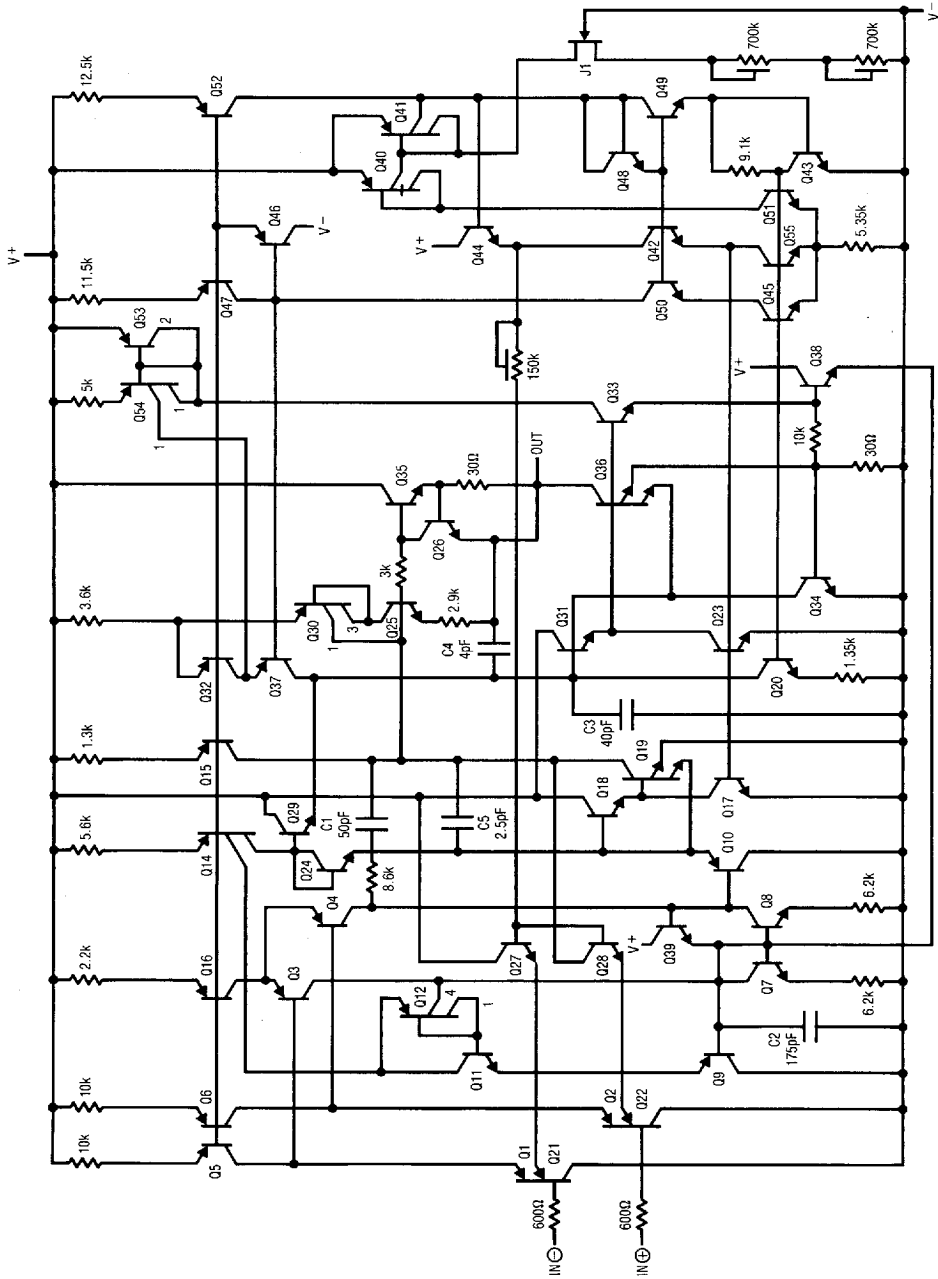 V+
10k
10k
2.2k
5.6k
1.3k
3.6k
5k
11.5k
12.5k
Q5
Q6
Q16
Q14
Q15
Q32
Q54
Q53
2
1
1
Q47
Q52
Q46
V-
Q3
Q4
Q29
Q24
Q37
Q30
1
3
Q40
Q41
Q12
4
1
Q11
8.6k
C1
50pF
C5
2.5pF
Q25
3k
2.9k
Q35
Q26
30Ω
OUT
C4
4pF
150k
V+
Q44
Q48
Q49
J1
700k
700k
Q1
Q21
Q2
Q22
Q27
Q28
V+
Q39
Q10
Q18
Q19
C3
40pF
Q31
Q36
Q33
Q50
Q42
600Ω
IN⊖
600Ω
IN⊕
Q9
C2
175pF
Q7
Q8
6.2k
6.2k
Q17
Q20
1.35k
Q23
Q34
10k
30Ω
V+
Q38
Q45
Q55
Q51
Q43
9.1k
5.35k
V-